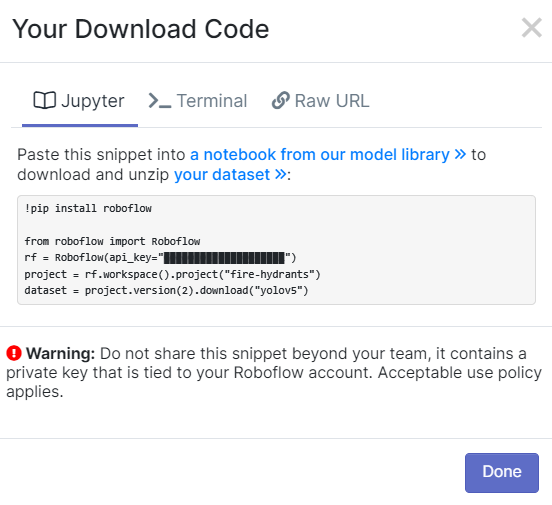 Your Download Code
Jupyter
Terminal
Raw URL
Paste this snippet into a notebook from our model library » to
download and unzip your dataset »:
!pip install roboflow
from roboflow import Roboflow
rf = Roboflow(api_key="████████████████████")
project = rf.workspace().project("fire-hydrants")
dataset = project.version(2).download("yolov5")
Warning: Do not share this snippet beyond your team, it contains a
private key that is tied to your Roboflow account. Acceptable use policy
applies.
Done